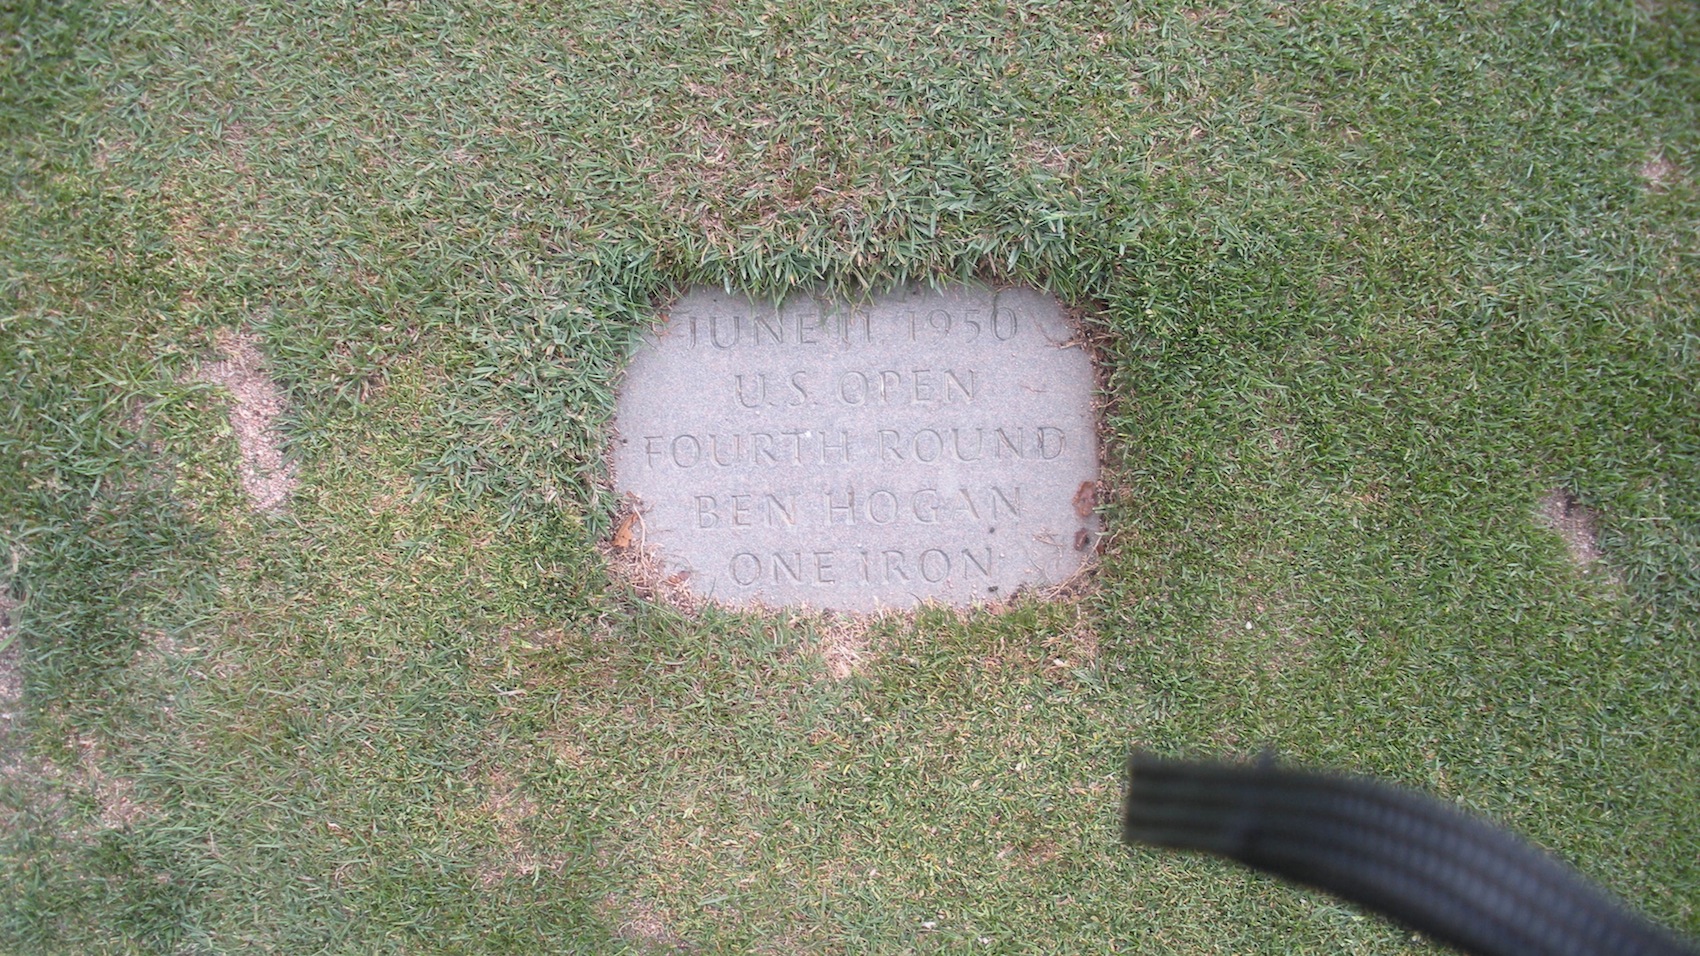 JUNE 11, 1950
U.S. OPEN
FOURTH ROUND
BEN HOGAN
ONE IRON